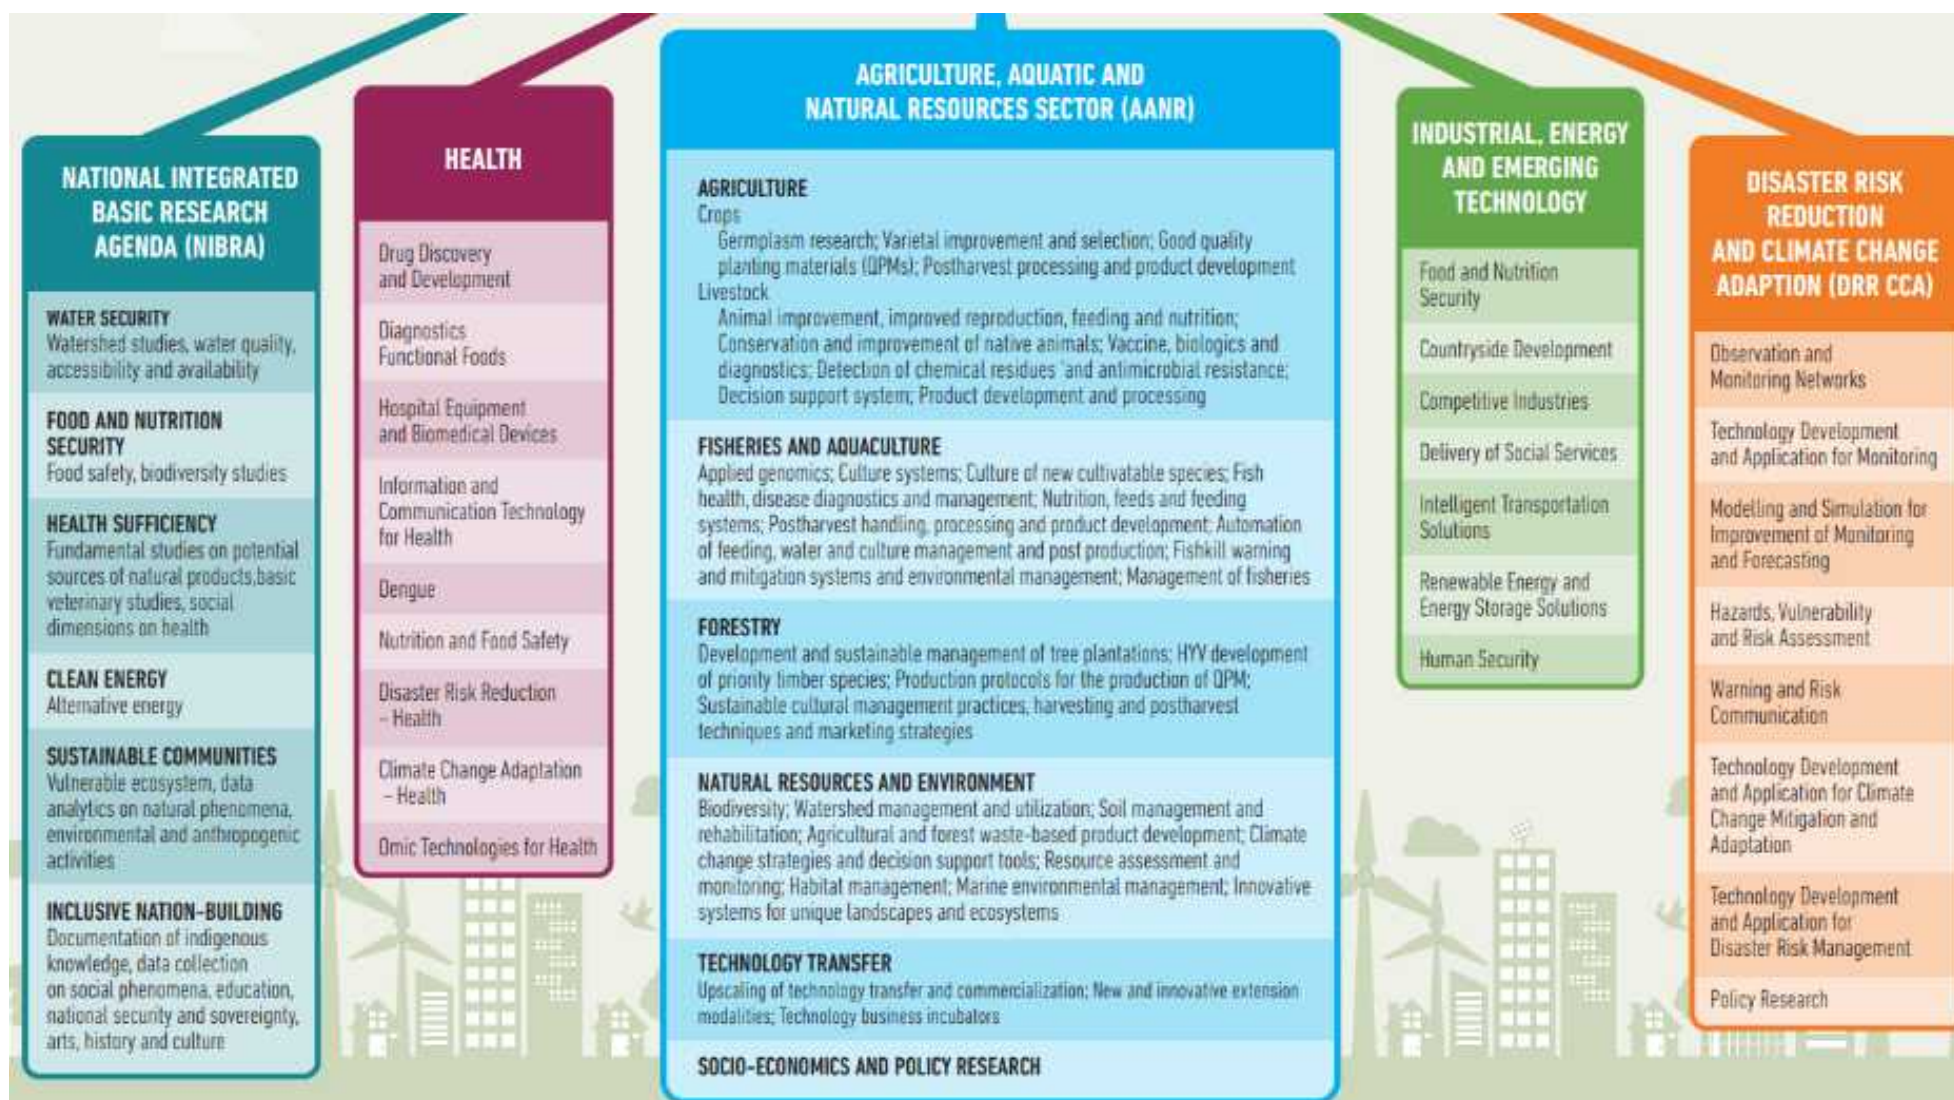 NATIONAL INTEGRATED
BASIC RESEARCH
AGENDA (NIBRA)
WATER SECURITY
Watershed studies, water quality,
accessibility and availability
FOOD AND NUTRITION
SECURITY
Food safety, biodiversity studies
HEALTH SUFFICIENCY
Fundamental studies on potential
sources of natural products,basic
veterinary studies, social
dimensions on health
CLEAN ENERGY
Alternative energy
SUSTAINABLE COMMUNITIES
Vulnerable ecosystem, data
analytics on natural phenomena,
environmental and anthropogenic
activities
INCLUSIVE NATION-BUILDING
Documentation of indigenous
knowledge, data collection
on social phenomena, education,
national security and sovereignty,
arts, history and culture
HEALTH
Drug Discovery
and Development
Diagnostics
Functional Foods
Hospital Equipment
and Biomedical Devices
Information and
Communication Technology
for Health
Dengue
Nutrition and Food Safety
Disaster Risk Reduction
– Health
Climate Change Adaptation
– Health
Omic Technologies for Health
AGRICULTURE, AQUATIC AND
NATURAL RESOURCES SECTOR (AANR)
AGRICULTURE
Crops
Germplasm research; Varietal improvement and selection; Good quality
planting materials (QPMs); Postharvest processing and product development
Livestock
Animal improvement, improved reproduction, feeding and nutrition;
Conservation and improvement of native animals; Vaccine, biologics and
diagnostics; Detection of chemical residues 'and antimicrobial resistance;
Decision support system; Product development and processing
FISHERIES AND AQUACULTURE
Applied genomics; Culture systems; Culture of new cultivatable species; Fish
health, disease diagnostics and management; Nutrition, feeds and feeding
systems; Postharvest handling, processing and product development; Automation
of feeding, water and culture management and post production; Fishkill warning
and mitigation systems and environmental management; Management of fisheries
FORESTRY
Development and sustainable management of tree plantations; HYV development
of priority timber species; Production protocols for the production of QPM;
Sustainable cultural management practices, harvesting and postharvest
techniques and marketing strategies
NATURAL RESOURCES AND ENVIRONMENT
Biodiversity; Watershed management and utilization; Soil management and
rehabilitation; Agricultural and forest waste-based product development; Climate
change strategies and decision support tools; Resource assessment and
monitoring; Habitat management; Marine environmental management; Innovative
systems for unique landscapes and ecosystems
TECHNOLOGY TRANSFER
Upscaling of technology transfer and commercialization; New and innovative extension
modalities; Technology business incubators
SOCIO-ECONOMICS AND POLICY RESEARCH
INDUSTRIAL, ENERGY
AND EMERGING
TECHNOLOGY
Food and Nutrition
Security
Countryside Development
Competitive Industries
Delivery of Social Services
Intelligent Transportation
Solutions
Renewable Energy and
Energy Storage Solutions
Human Security
DISASTER RISK
REDUCTION
AND CLIMATE CHANGE
ADAPTION (DRR CCA)
Observation and
Monitoring Networks
Technology Development
and Application for Monitoring
Modelling and Simulation for
Improvement of Monitoring
and Forecasting
Hazards, Vulnerability
and Risk Assessment
Warning and Risk
Communication
Technology Development
and Application for Climate
Change Mitigation and
Adaptation
Technology Development
and Application for
Disaster Risk Management
Policy Research